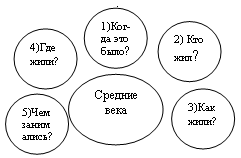 1)Ког-
да это
было?
2) Кто
жил?
4)Где
жили?
Средние
века
3)Как
жили?
5)Чем
заним
ались?